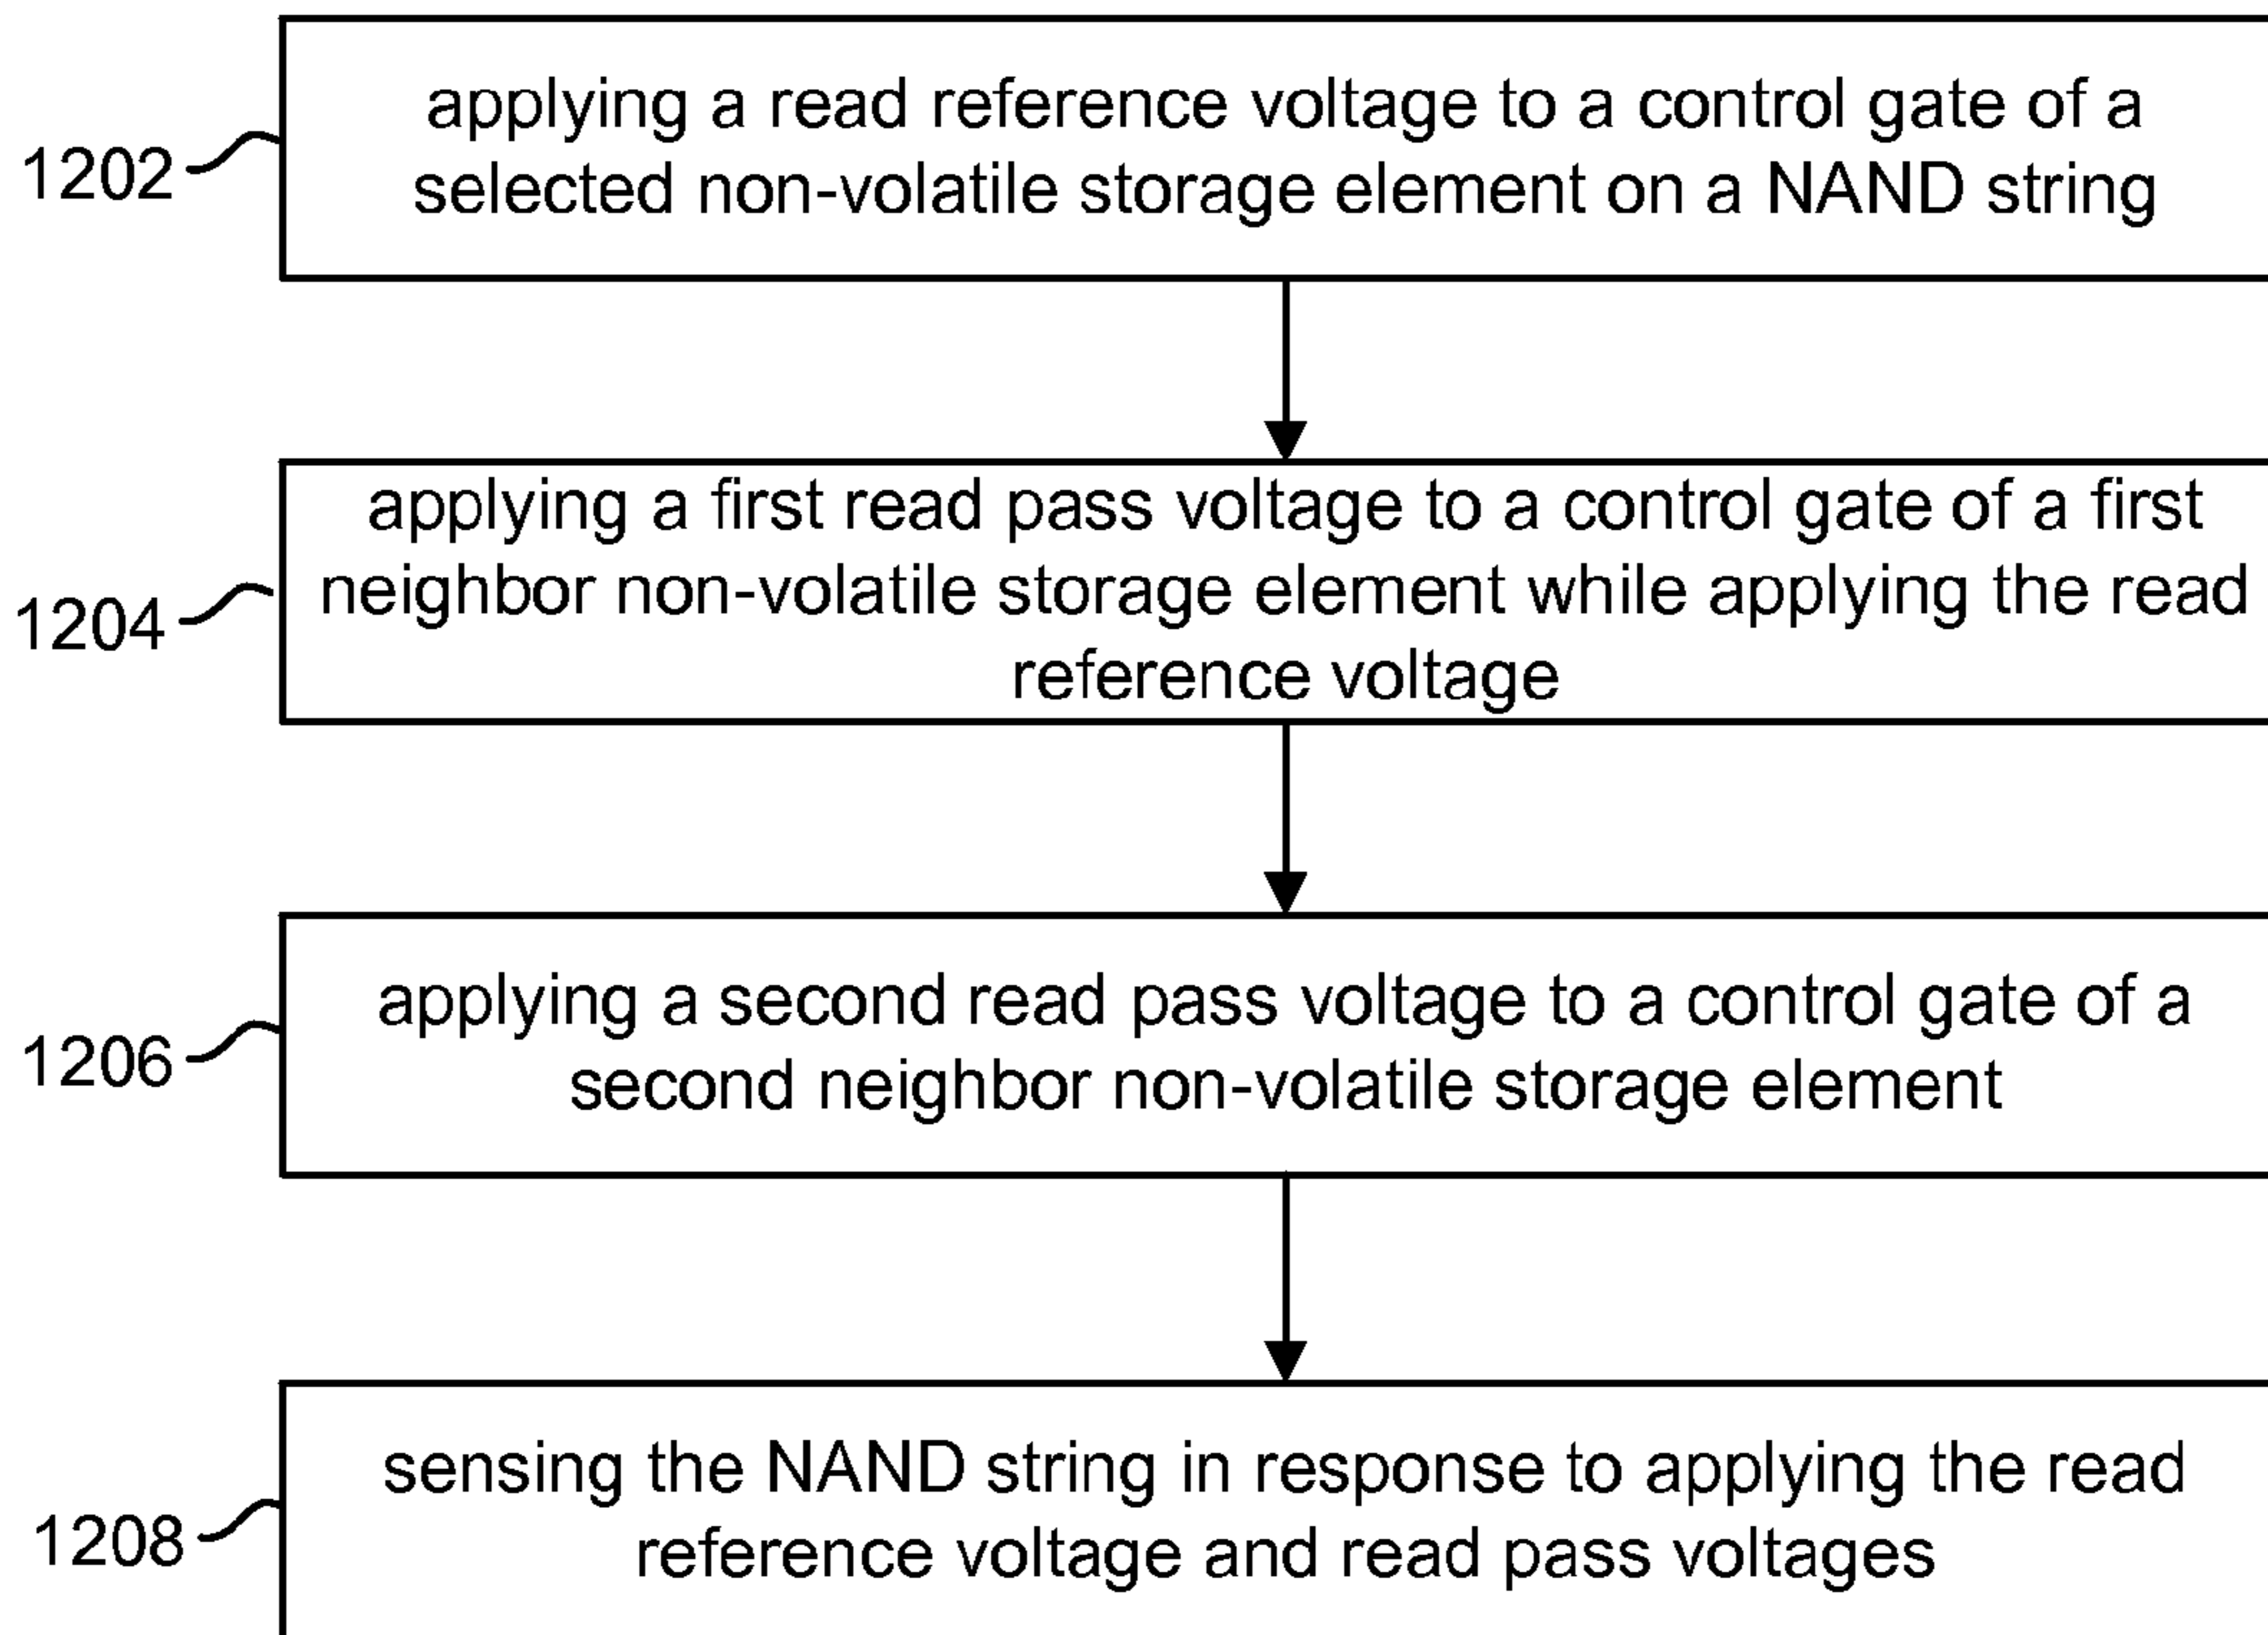 applying a read reference voltage to a control gate of a
selected non-volatile storage element on a NAND string
1202
applying a first read pass voltage to a control gate of a first
neighbor non-volatile storage element while applying the read
reference voltage
1204
applying a second read pass voltage to a control gate of a
second neighbor non-volatile storage element
1206
sensing the NAND string in response to applying the read
reference voltage and read pass voltages
1208